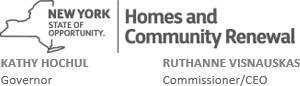 NEW YORK
STATE OF
OPPORTUNITY.
Homes and
Community Renewal
KATHY HOCHUL
Governor
RUTHANNE VISNAUSKAS
Commissioner/CEO